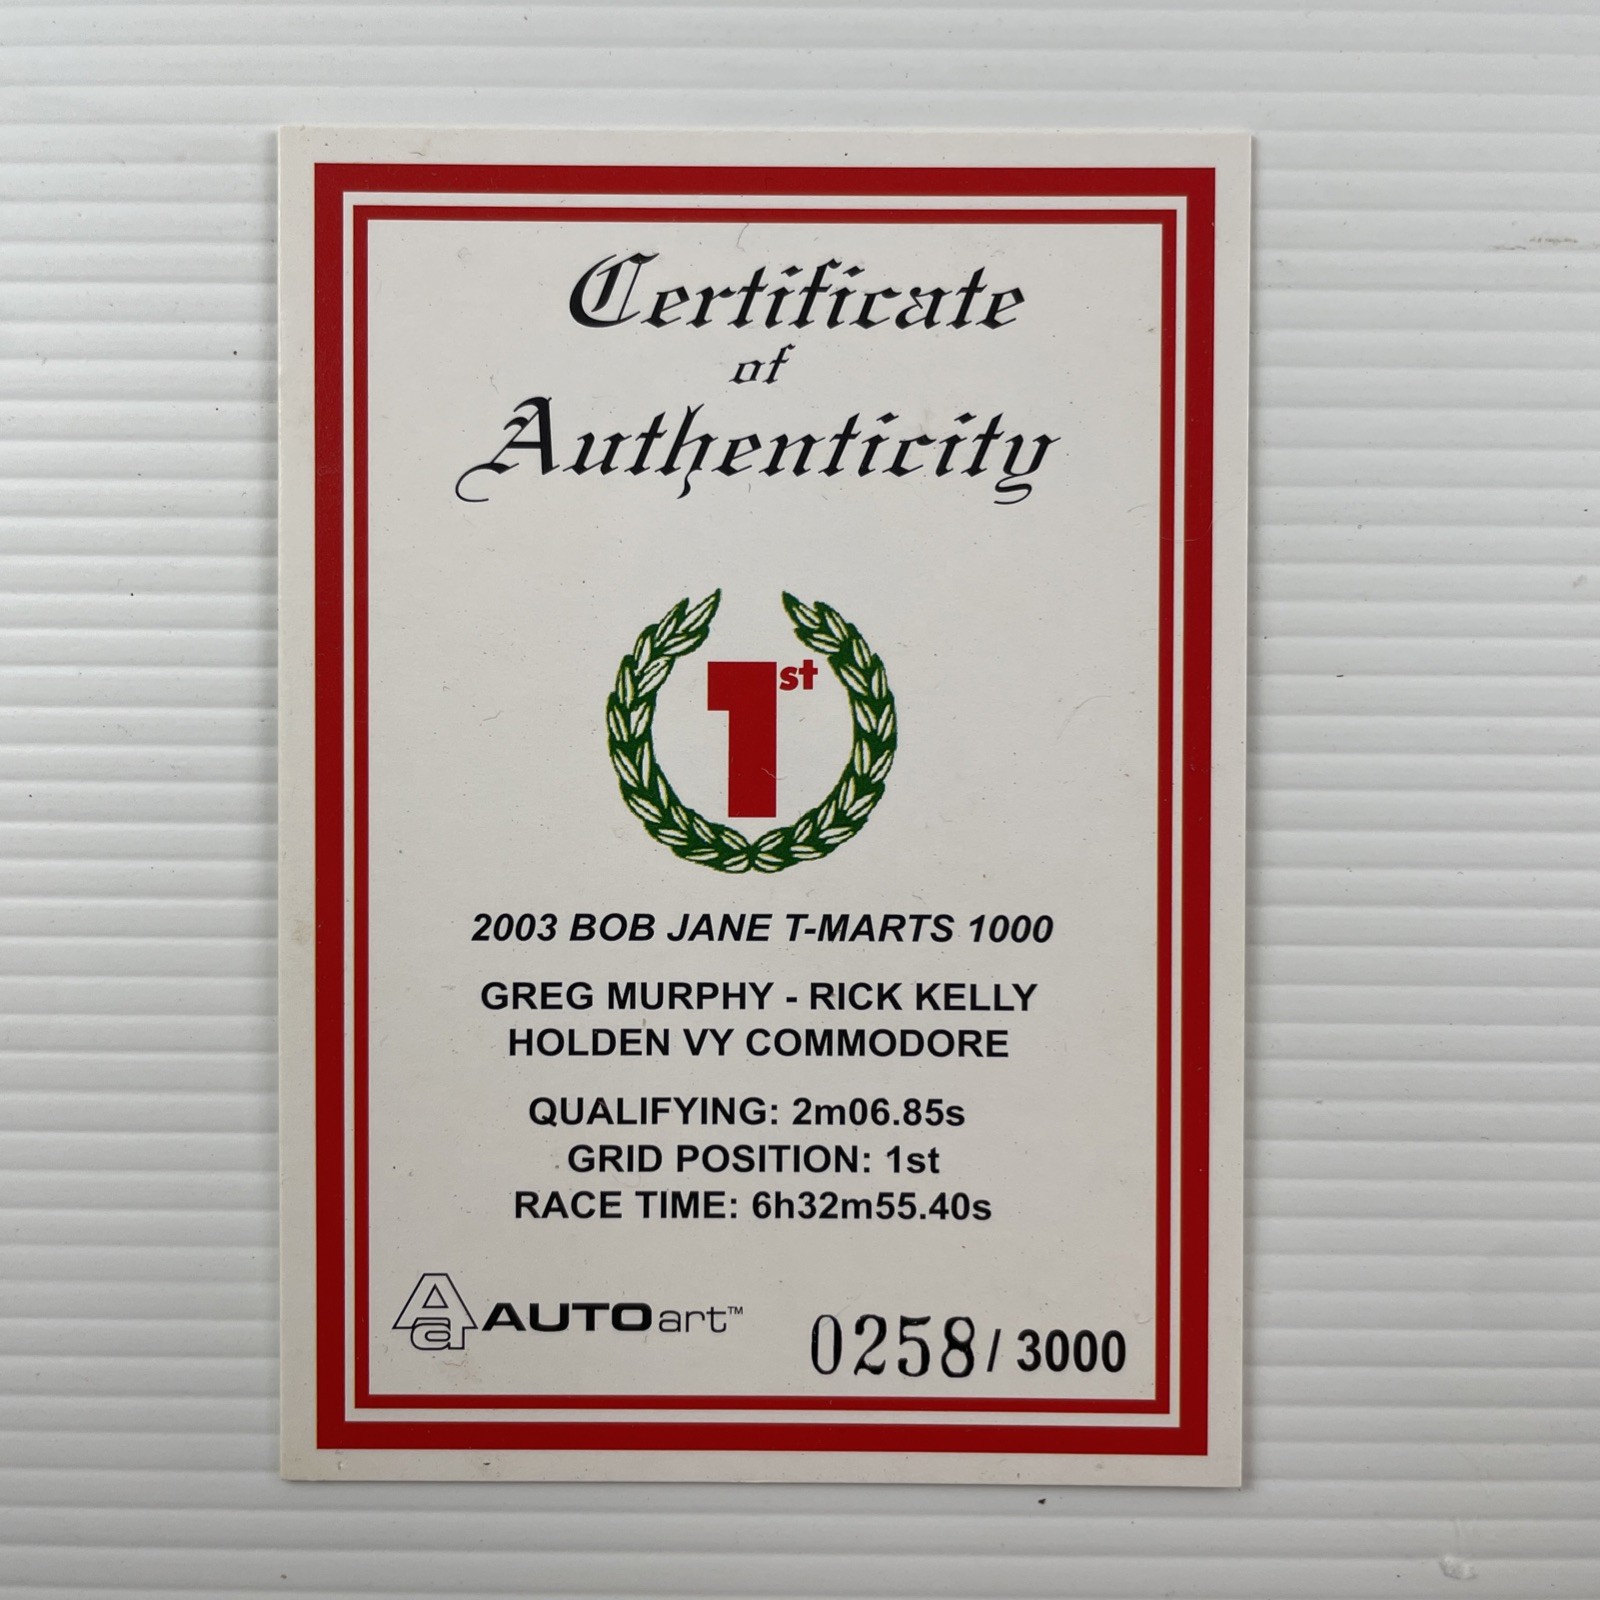 Certificate
of
Authenticity
1st
2003 BOB JANE T-MARTS 1000
GREG MURPHY - RICK KELLY
HOLDEN VY COMMODORE
QUALIFYING: 2m06.85s
GRID POSITION: 1st
RACE TIME: 6h32m55.40s
Aa AUTOart™
0258 / 3000